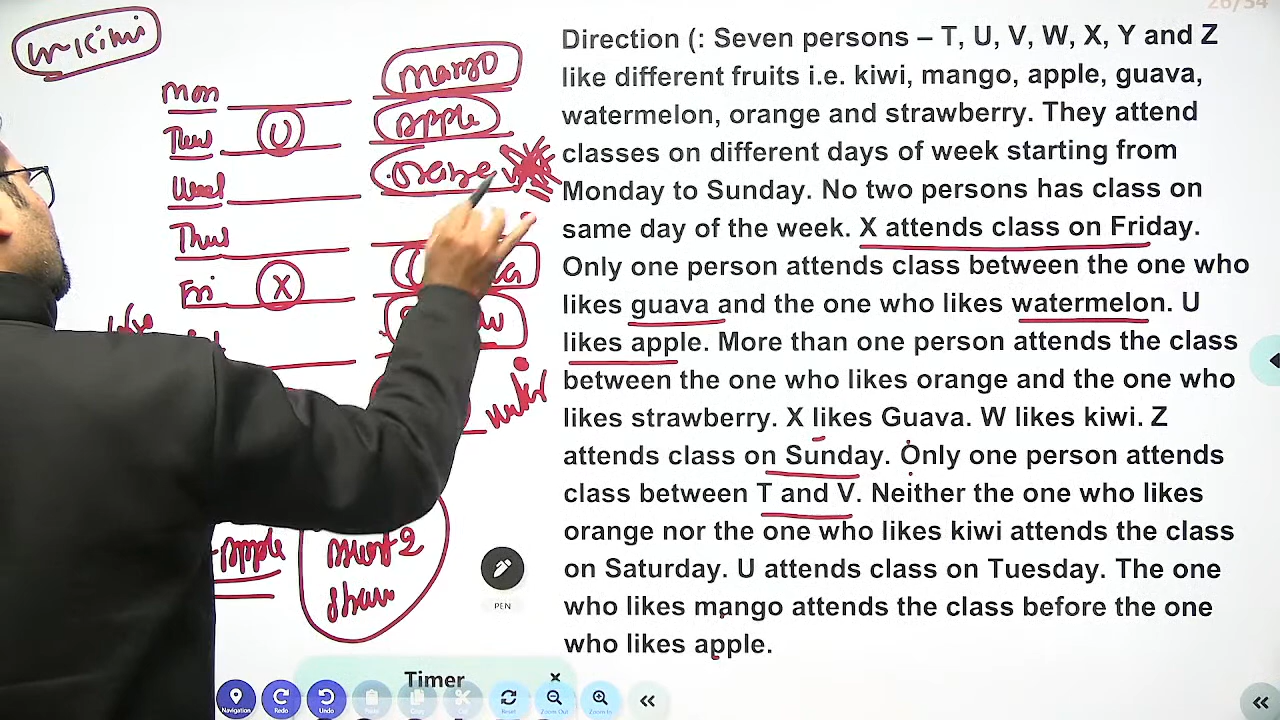 26/54
W Kiwi
Mon
Mango
Tue U Apple
Wed
Thu
Fri X
Apple
Direction (: Seven persons – T, U, V, W, X, Y and Z
like different fruits i.e. kiwi, mango, apple, guava,
watermelon, orange and strawberry. They attend
classes on different days of week starting from
Monday to Sunday. No two persons has class on
same day of the week. X attends class on Friday.
Only one person attends class between the one who
likes guava and the one who likes watermelon. U
likes apple. More than one person attends the class
between the one who likes orange and the one who
likes strawberry. X likes Guava. W likes kiwi. Z
attends class on Sunday. Only one person attends
class between T and V. Neither the one who likes
orange nor the one who likes kiwi attends the class
on Saturday. U attends class on Tuesday. The one
who likes mango attends the class before the one
who likes apple.
PEN
Timer
Navigation Redo Undo Paste Copy Cut Reset Zoom Out Zoom In